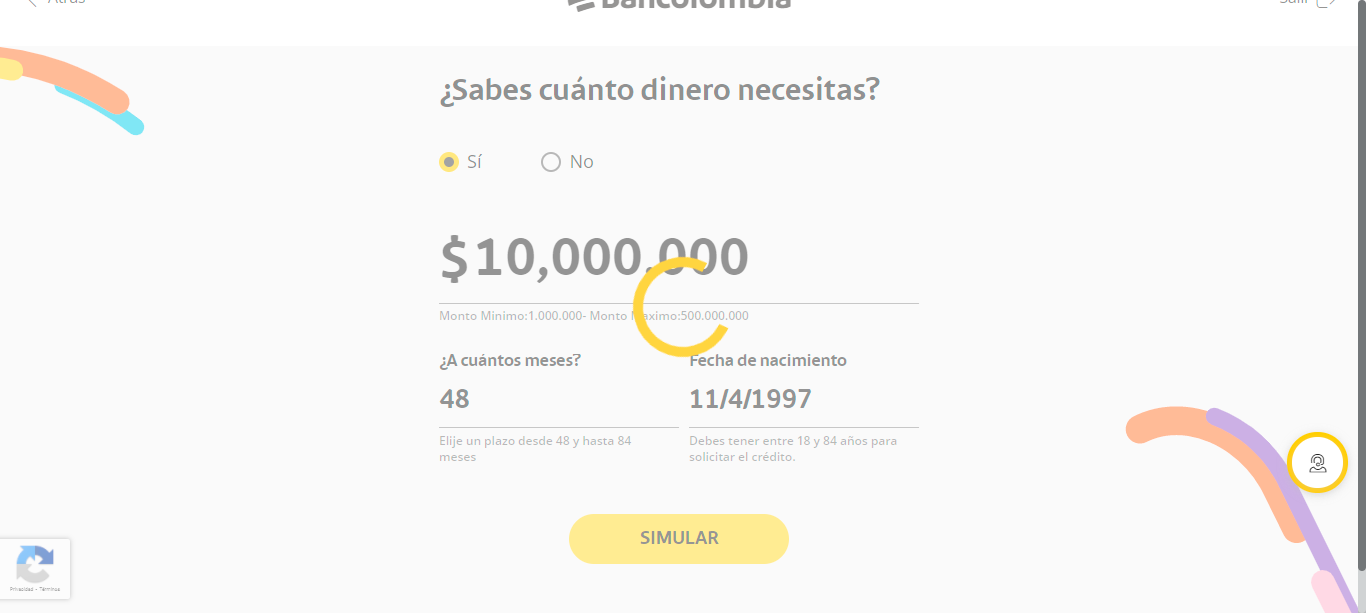 Atrás
Bancolombia
Salir
¿Sabes cuánto dinero necesitas?
Sí
No
$10,000,000
Monto Minimo:1.000.000- Monto Maximo:500.000.000
¿A cuántos meses?
Fecha de nacimiento
48
11/4/1997
Elije un plazo desde 48 y hasta 84
meses
Debes tener entre 18 y 84 años para
solicitar el crédito.
SIMULAR
Privacidad - Términos